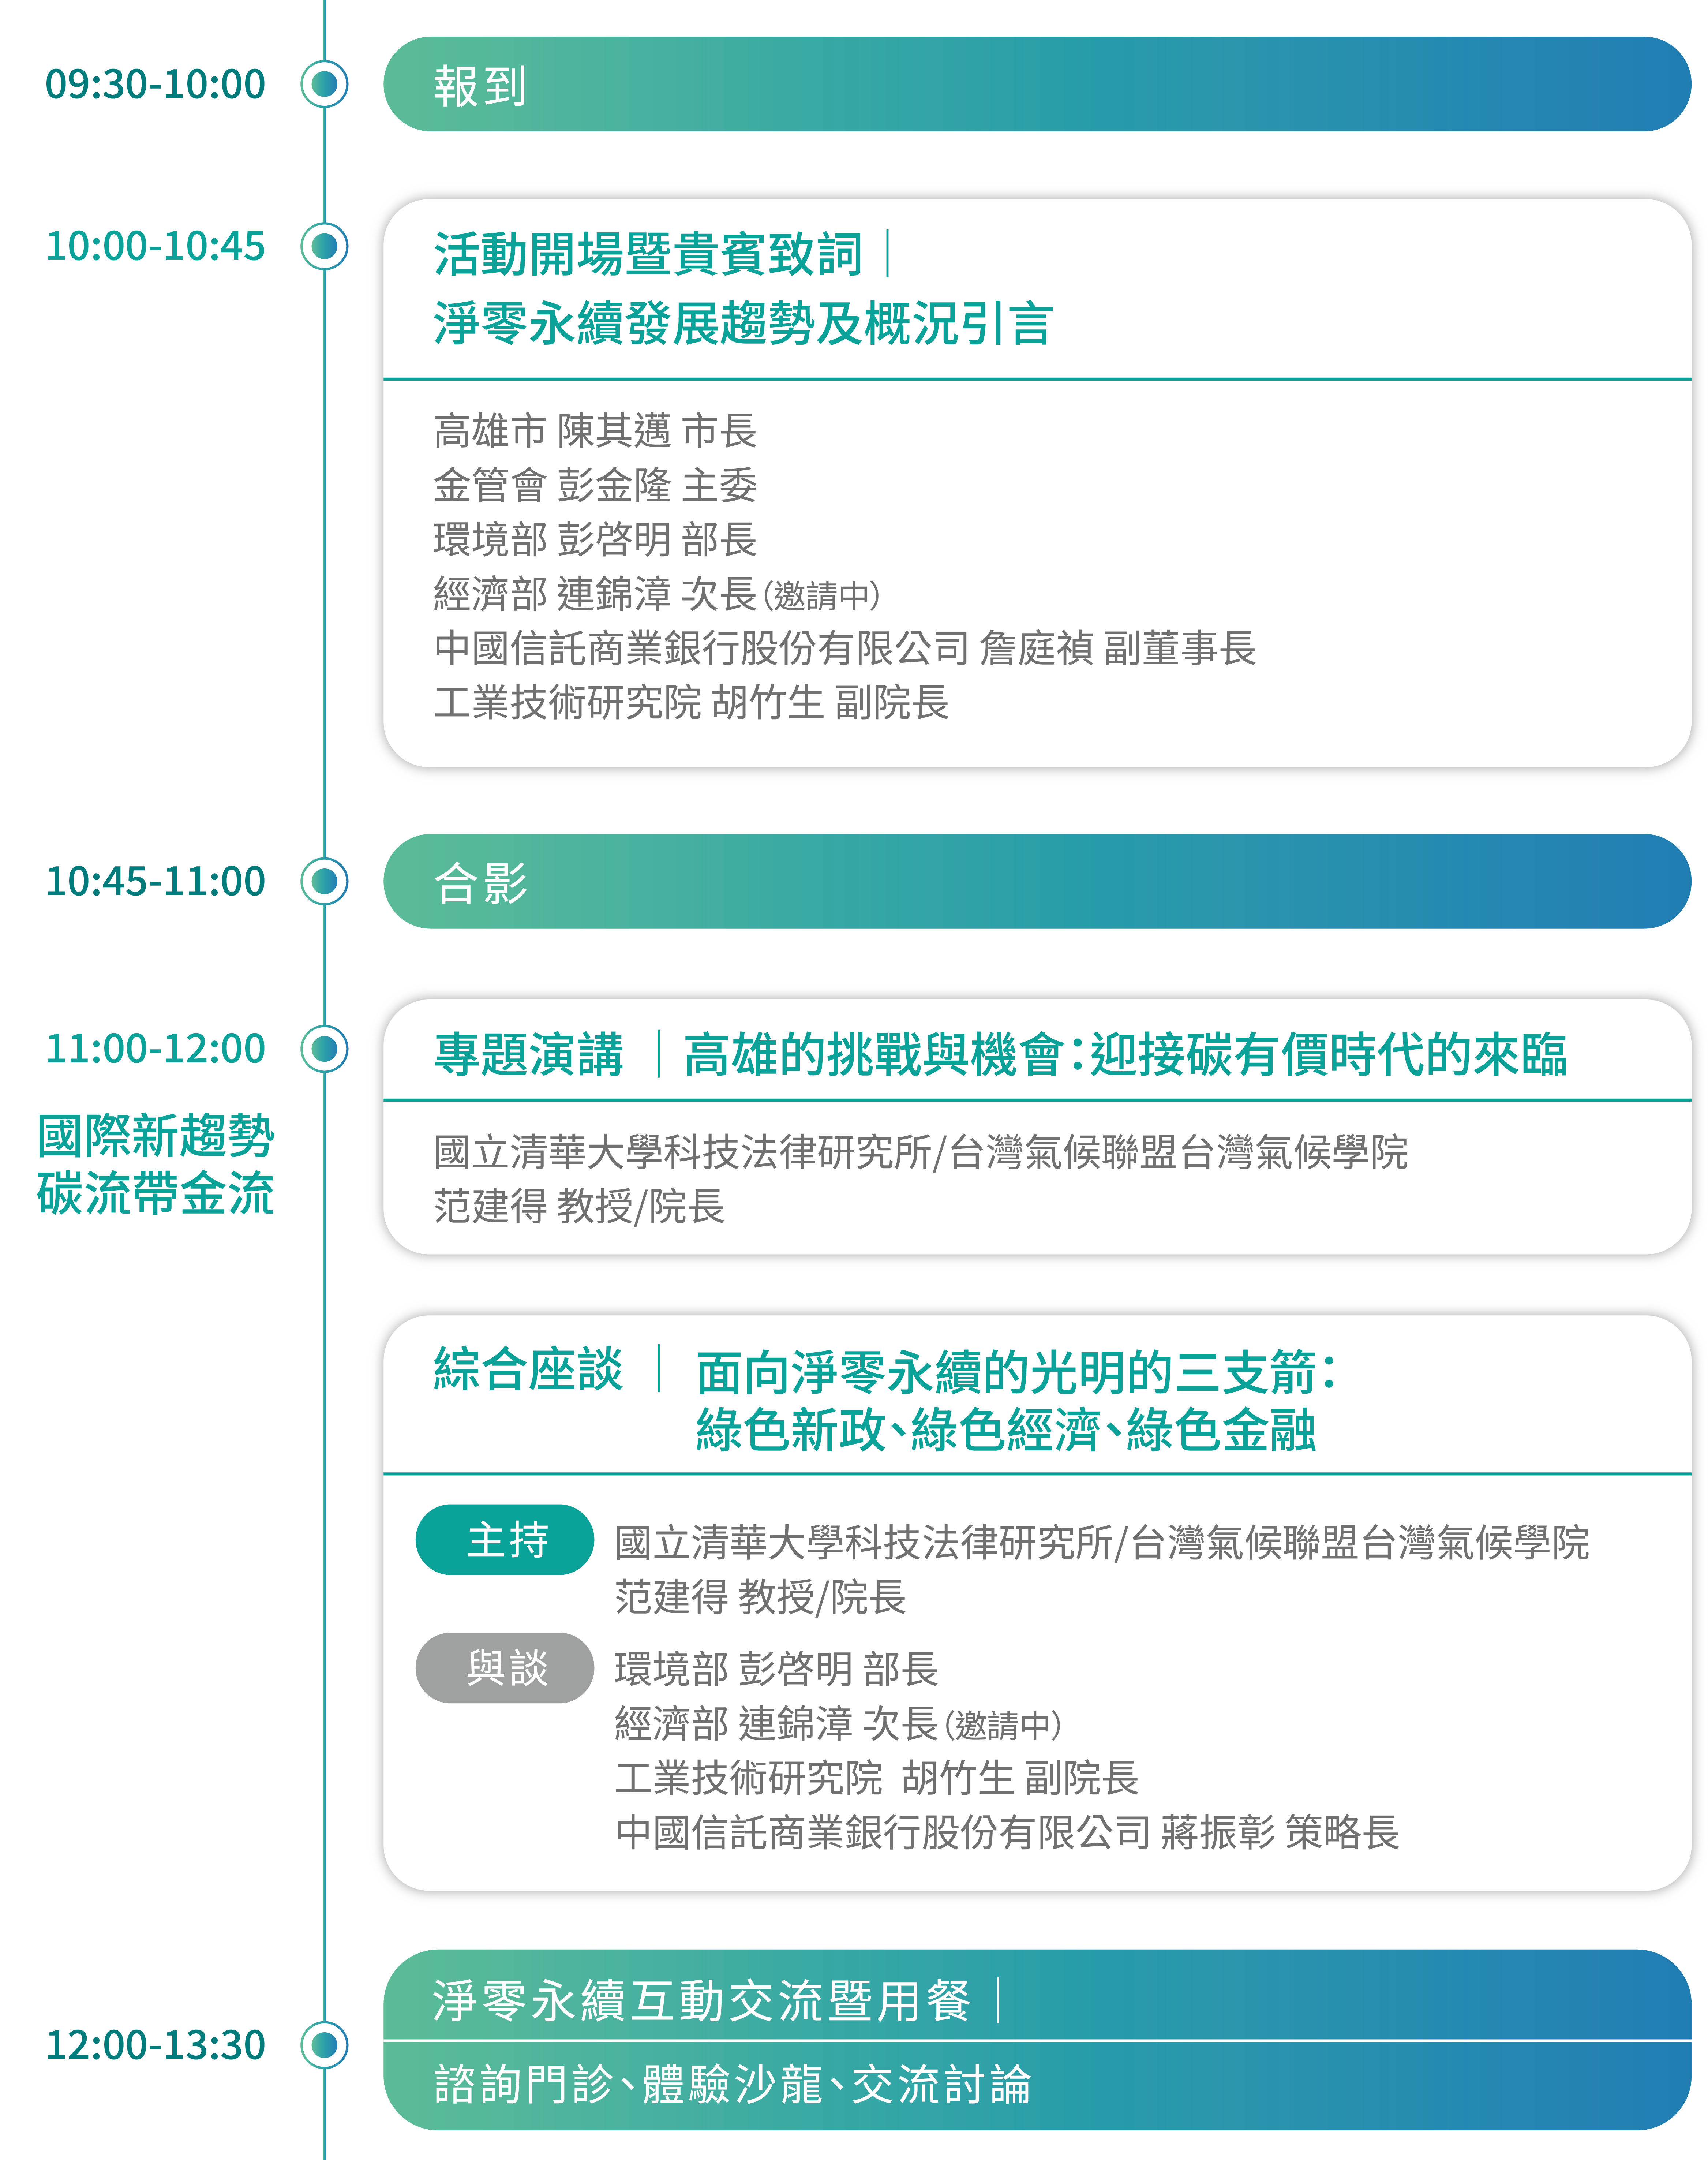 09:30-10:00
報到
10:00-10:45
活動開場暨貴賓致詞｜
淨零永續發展趨勢及概況引言
高雄市 陳其邁 市長
金管會 彭金隆 主委
環境部 彭啓明 部長
經濟部 連錦漳 次長（邀請中）
中國信託商業銀行股份有限公司 詹庭禎 副董事長
工業技術研究院 胡竹生 副院長
10:45-11:00
合影
11:00-12:00
國際新趨勢
碳流帶金流
專題演講｜高雄的挑戰與機會：迎接碳有價時代的來臨
國立清華大學科技法律研究所/台灣氣候聯盟台灣氣候學院
范建得 教授/院長
綜合座談｜面向淨零永續的光明的三支箭：
綠色新政、綠色經濟、綠色金融
主持 國立清華大學科技法律研究所/台灣氣候聯盟台灣氣候學院
范建得 教授/院長
與談 環境部 彭啓明 部長
經濟部 連錦漳 次長（邀請中）
工業技術研究院 胡竹生 副院長
中國信託商業銀行股份有限公司 蔣振彰 策略長
12:00-13:30
淨零永續互動交流暨用餐｜
諮詢門診、體驗沙龍、交流討論